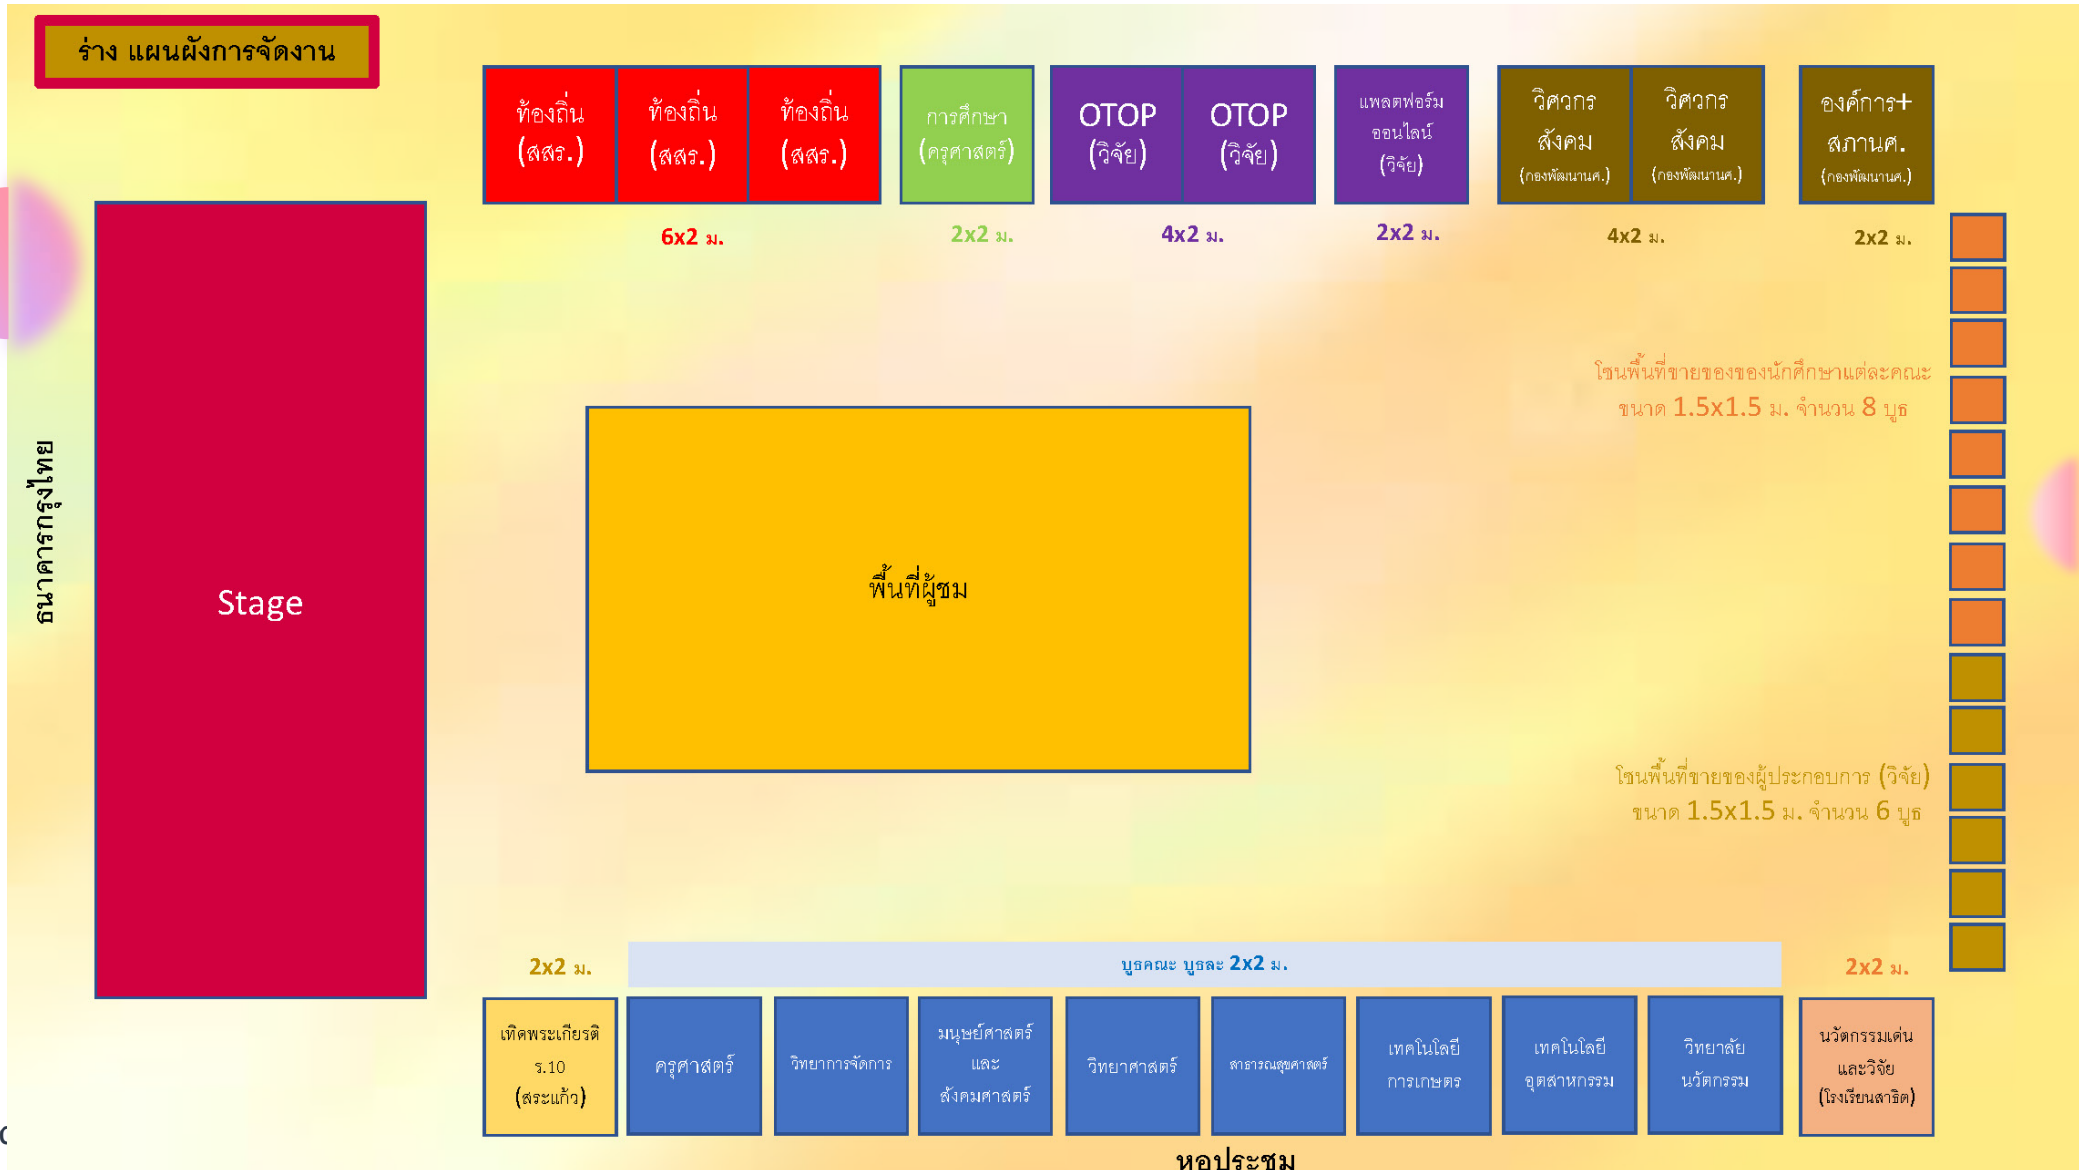 ร่าง แผนผังการจัดงาน
ท้องถิ่น
(สสร.)
ท้องถิ่น
(สสร.)
ท้องถิ่น
(สสร.)
การศึกษา
(ครุศาสตร์)
OTOP
(วิจัย)
OTOP
(วิจัย)
แพลตฟอร์ม
ออนไลน์
(วิจัย)
วิศวกร
สังคม
(กองพัฒนานศ.)
วิศวกร
สังคม
(กองพัฒนานศ.)
องค์การ+
สภานศ.
(กองพัฒนานศ.)
6x2 ม.
2x2 ม.
4x2 ม.
2x2 ม.
4x2 ม.
2x2 ม.
โซนพื้นที่ขายของของนักศึกษาแต่ละคณะ
ขนาด 1.5x1.5 ม. จำนวน 8 บูธ
ธนาคารกรุงไทย
Stage
พื้นที่ผู้ชม
โซนพื้นที่ขายของผู้ประกอบการ (วิจัย)
ขนาด 1.5x1.5 ม. จำนวน 6 บูธ
2x2 ม.
บูธคณะ บูธละ 2x2 ม.
2x2 ม.
เทิดพระเกียรติ
ร.10
(สระแก้ว)
ครุศาสตร์
วิทยาการจัดการ
มนุษย์ศาสตร์
และ
สังคมศาสตร์
วิทยาศาสตร์
สาธารณสุขศาสตร์
เทคโนโลยี
การเกษตร
เทคโนโลยี
อุตสาหกรรม
วิทยาลัย
นวัตกรรม
นวัตกรรมเด่น
และวิจัย
(โรงเรียนสาธิต)
หอประชุม